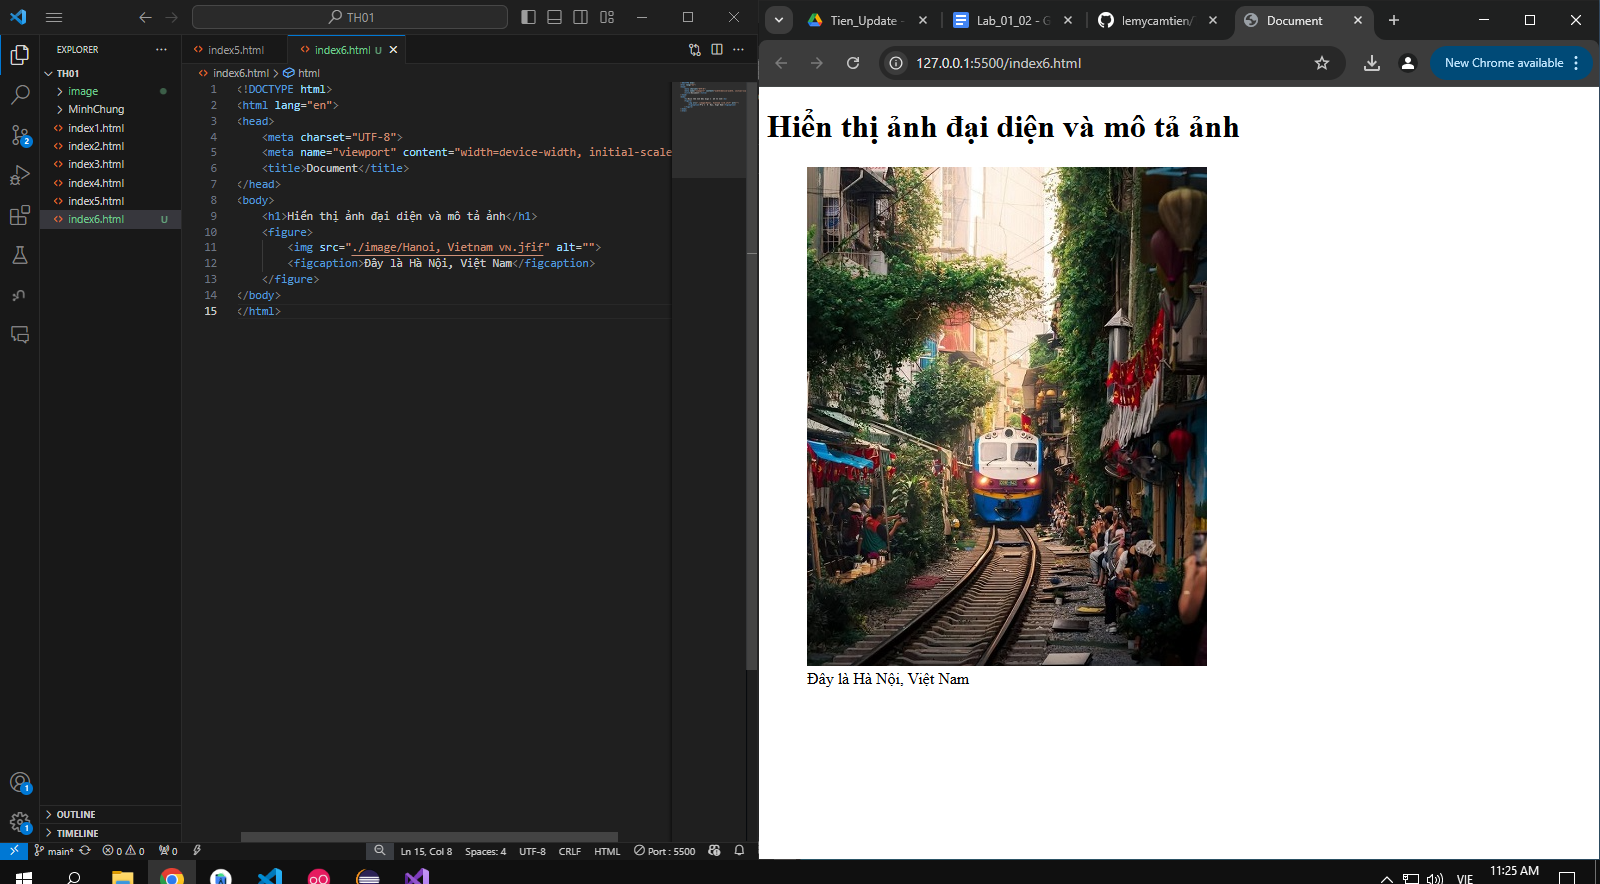 TH01
EXPLORER
index5.html
index6.html U
TH01
image
MinhChung
index1.html
index2.html
index3.html
index4.html
index5.html
index6.html U
index6.html > html
1 <!DOCTYPE html>
2 <html lang="en">
3 <head>
4 <meta charset="UTF-8">
5 <meta name="viewport" content="width=device-width, initial-scale
6 <title>Document</title>
7 </head>
8 <body>
9 <h1>Hiển thị ảnh đại diện và mô tả ảnh</h1>
10 <figure>
11 <img src="./image/Hanoi, Vietnam 🇻🇳.jfif" alt="">
12 <figcaption>Đây là Hà Nội, Việt Nam</figcaption>
13 </figure>
14 </body>
15 </html>
2
1
1
OUTLINE
TIMELINE
main* 0 0 0
Ln 15, Col 8 Spaces: 4 UTF-8 CRLF HTML Port : 5500
Tien_Update
Lab_01_02 - G
lemycamtien/
Document
127.0.0.1:5500/index6.html
New Chrome available
Hiển thị ảnh đại diện và mô tả ảnh
Đây là Hà Nội, Việt Nam
VIE
11:25 AM